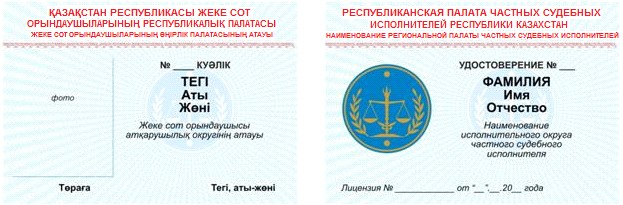 ҚАЗАҚСТАН РЕСПУБЛИКАСЫ ЖЕКЕ СОТ
ОРЫНДАУШЫЛАРЫНЫҢ РЕСПУБЛИКАЛЫҚ ПАЛАТАСЫ
ЖЕКЕ СОТ ОРЫНДАУШЫЛАРЫНЫҢ ӨҢІРЛІК ПАЛАТАСЫНЫҢ АТАУЫ
№ ____ КУӘЛІК
фото
ТЕГІ
Аты
Жөні
Жеке сот орындаушысы
атқарушылық округінің атауы
Төраға
Тегі, аты-жөні
РЕСПУБЛИКАНСКАЯ ПАЛАТА ЧАСТНЫХ СУДЕБНЫХ
ИСПОЛНИТЕЛЕЙ РЕСПУБЛИКИ КАЗАХСТАН
НАИМЕНОВАНИЕ РЕГИОНАЛЬНОЙ ПАЛАТЫ ЧАСТНЫХ СУДЕБНЫХ ИСПОЛНИТЕЛЕЙ
УДОСТОВЕРЕНИЕ № ___
ФАМИЛИЯ
Имя
Отчество
Наименование
исполнительного округа
частного судебного
исполнителя
Лицензия № ____________ от "__".__.20__ года